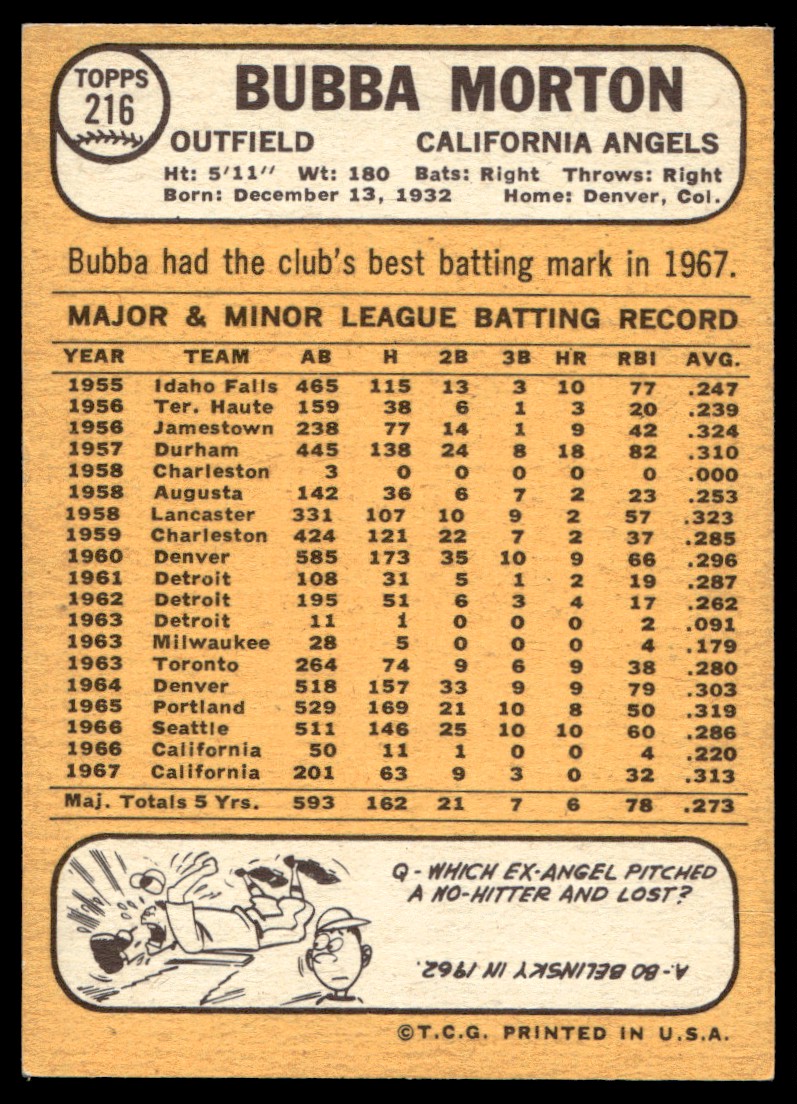 TOPPS
216
BUBBA MORTON
OUTFIELD CALIFORNIA ANGELS
Ht: 5'11" Wt: 180 Bats: Right Throws: Right
Born: December 13, 1932 Home: Denver, Col.
Bubba had the club's best batting mark in 1967.
MAJOR & MINOR LEAGUE BATTING RECORD
YEAR TEAM AB H 2B 3B HR RBI AVG.
1955 Idaho Falls 465 115 13 3 10 77 .247
1956 Ter. Haute 159 38 6 1 3 20 .239
1956 Jamestown 238 77 14 1 9 42 .324
1957 Durham 445 138 24 8 18 82 .310
1958 Charleston 3 0 0 0 0 0 .000
1958 Augusta 142 36 6 7 2 23 .253
1958 Lancaster 331 107 10 9 2 57 .323
1959 Charleston 424 121 22 7 2 37 .285
1960 Denver 585 173 35 10 9 66 .296
1961 Detroit 108 31 5 1 2 19 .287
1962 Detroit 195 51 6 3 4 17 .262
1963 Detroit 11 1 0 0 0 2 .091
1963 Milwaukee 28 5 0 0 0 4 .179
1963 Toronto 264 74 9 6 9 38 .280
1964 Denver 518 157 33 9 9 79 .303
1965 Portland 529 169 21 10 8 50 .319
1966 Seattle 511 146 25 10 10 60 .286
1966 California 50 11 1 0 0 4 .220
1967 California 201 63 9 3 0 32 .313
Maj. Totals 5 Yrs. 593 162 21 7 6 78 .273
Q - WHICH EX-ANGEL PITCHED
A NO-HITTER AND LOST?
A - BO BELINSKY IN 1962.
©T.C.G. PRINTED IN U.S.A.